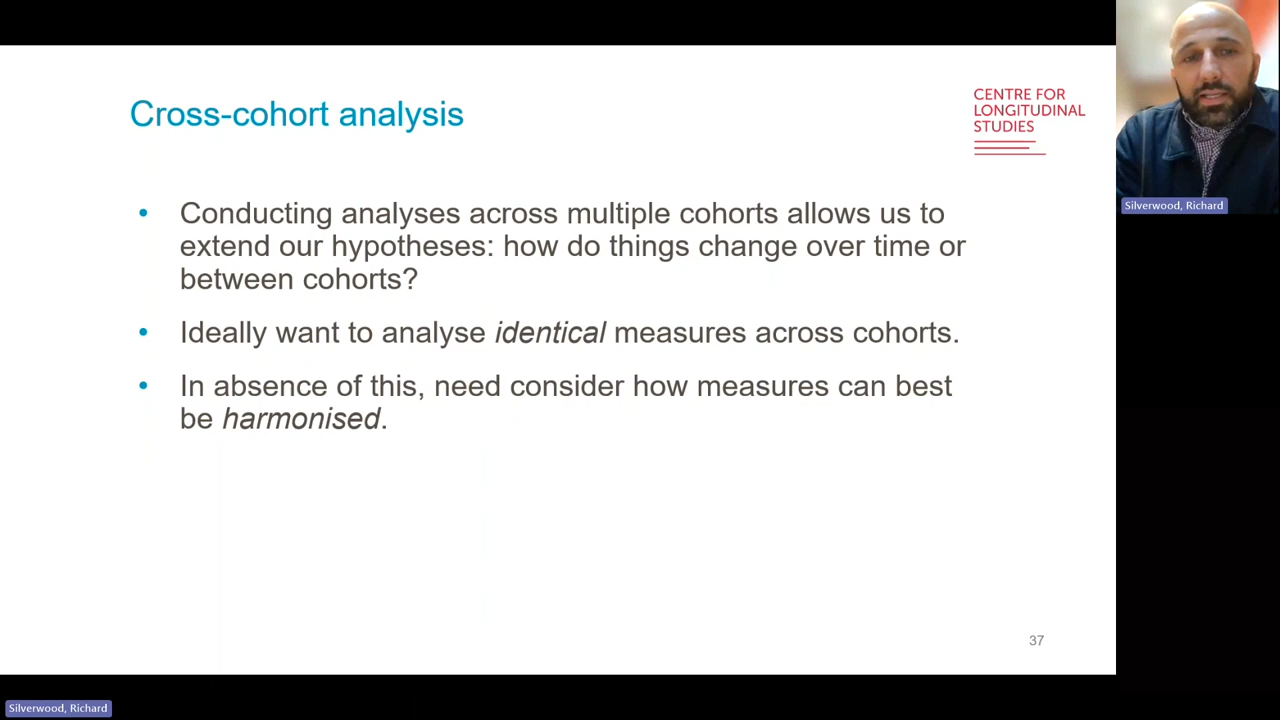 Cross-cohort analysis
CENTRE FOR
LONGITUDINAL
STUDIES
• Conducting analyses across multiple cohorts allows us to
extend our hypotheses: how do things change over time or
between cohorts?
• Ideally want to analyse identical measures across cohorts.
• In absence of this, need consider how measures can best
be harmonised.
37
Silverwood, Richard
Silverwood, Richard